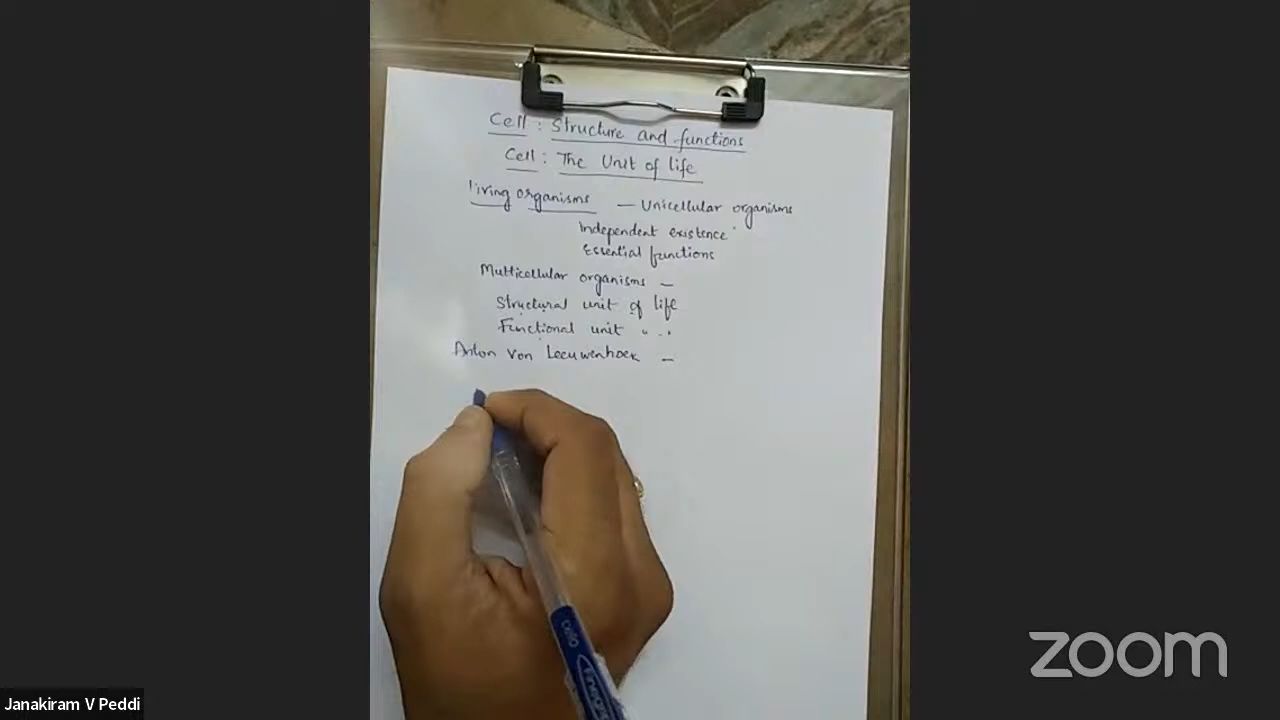 Cell : Structure and functions
Cell : The Unit of life
living organisms — Unicellular organisms
Independent existence
Essential functions
Multicellular organisms —
Structural unit of life
Functional unit " "
Anton Von Leeuwenhoek —
cello
zoom
Janakiram V Peddi